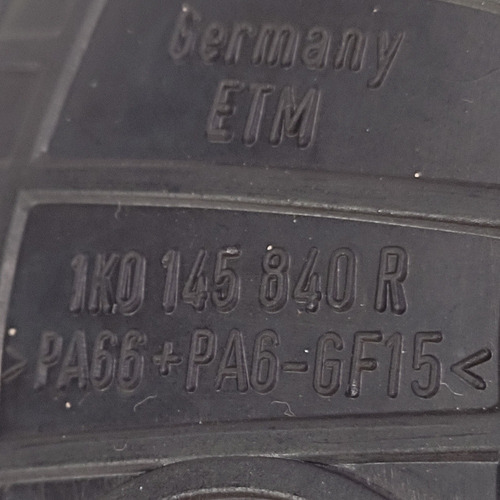 Germany
ETM
1K0 145 840 R
>PA66+PA6-GF15<